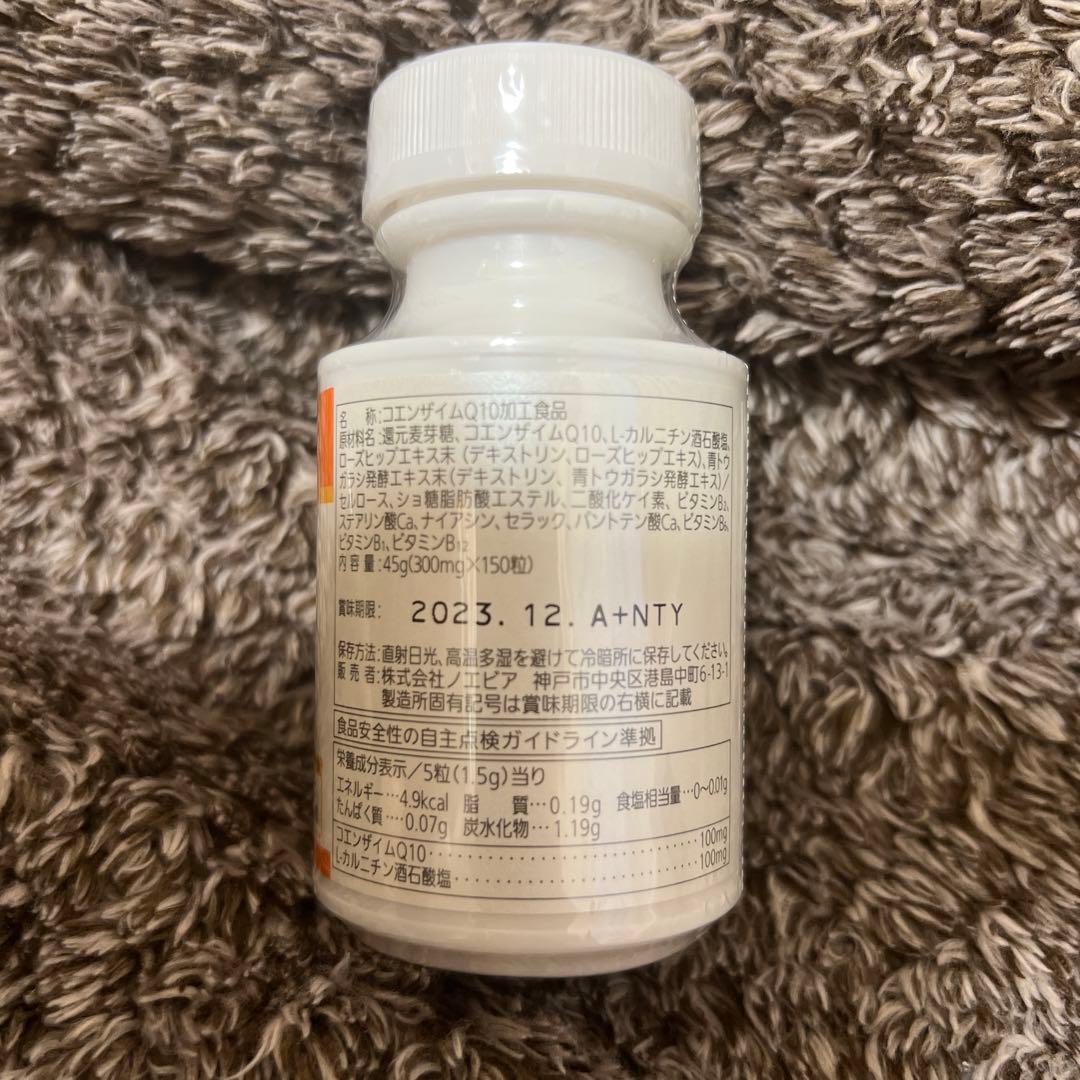 名　称:コエンザイムQ10加工食品
原材料名:還元麦芽糖、コエンザイムQ10、L-カルニチン酒石酸塩、
ローズヒップエキス末(デキストリン、ローズヒップエキス)、青トウ
ガラシ発酵エキス末(デキストリン、青トウガラシ発酵エキス)／
セルロース、ショ糖脂肪酸エステル、二酸化ケイ素、ビタミンB₂、
ステアリン酸Ca、ナイアシン、セラック、パントテン酸Ca、ビタミンB₆、
ビタミンB₁、ビタミンB₁₂
内容量:45g(300mg×150粒)
賞味期限: 2023. 12. A+NTY
保存方法:直射日光、高温多湿を避けて冷暗所に保存してください。
販売者:株式会社ノエビア 神戸市中央区港島中町6-13-1
製造所固有記号は賞味期限の右横に記載
食品安全性の自主点検ガイドライン準拠
栄養成分表示／5粒(1.5g)当り
エネルギー…4.9kcal 脂　質…0.19g 食塩相当量…0～0.01g
たんぱく質‥‥0.07g 炭水化物…1.19g
コエンザイムQ10‥‥‥‥‥‥‥‥‥‥‥‥100mg
L-カルニチン酒石酸塩‥‥‥‥‥‥‥‥‥‥100mg